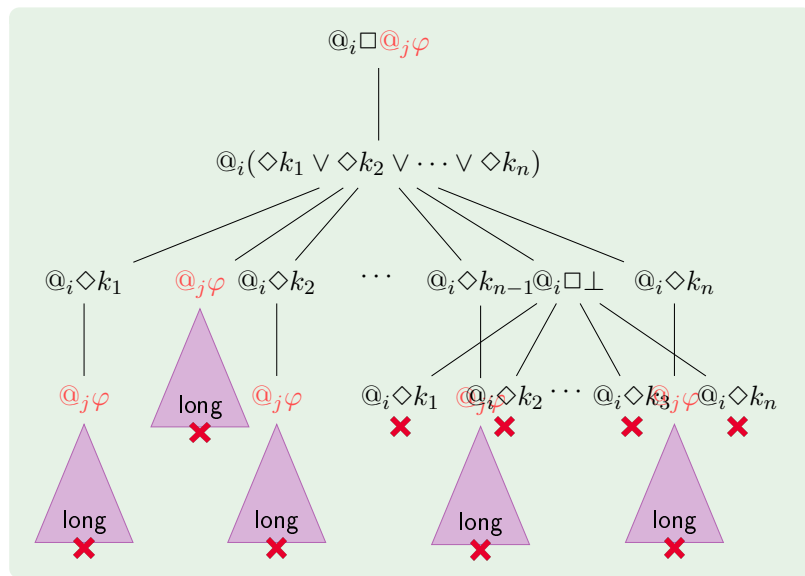 @ᵢ□@ⱼφ
@ᵢ(◇k₁ ∨ ◇k₂ ∨ ⋯ ∨ ◇kₙ)
@ᵢ◇k₁ @ⱼφ @ᵢ◇k₂ ⋯ @ᵢ◇kₙ₋₁ @ᵢ□⊥ @ᵢ◇kₙ
@ⱼφ long @ⱼφ @ᵢ◇k₁ @ⱼφ @ᵢ◇k₂ ⋯ @ᵢ◇k₃ @ⱼφ @ᵢ◇kₙ
long long long long